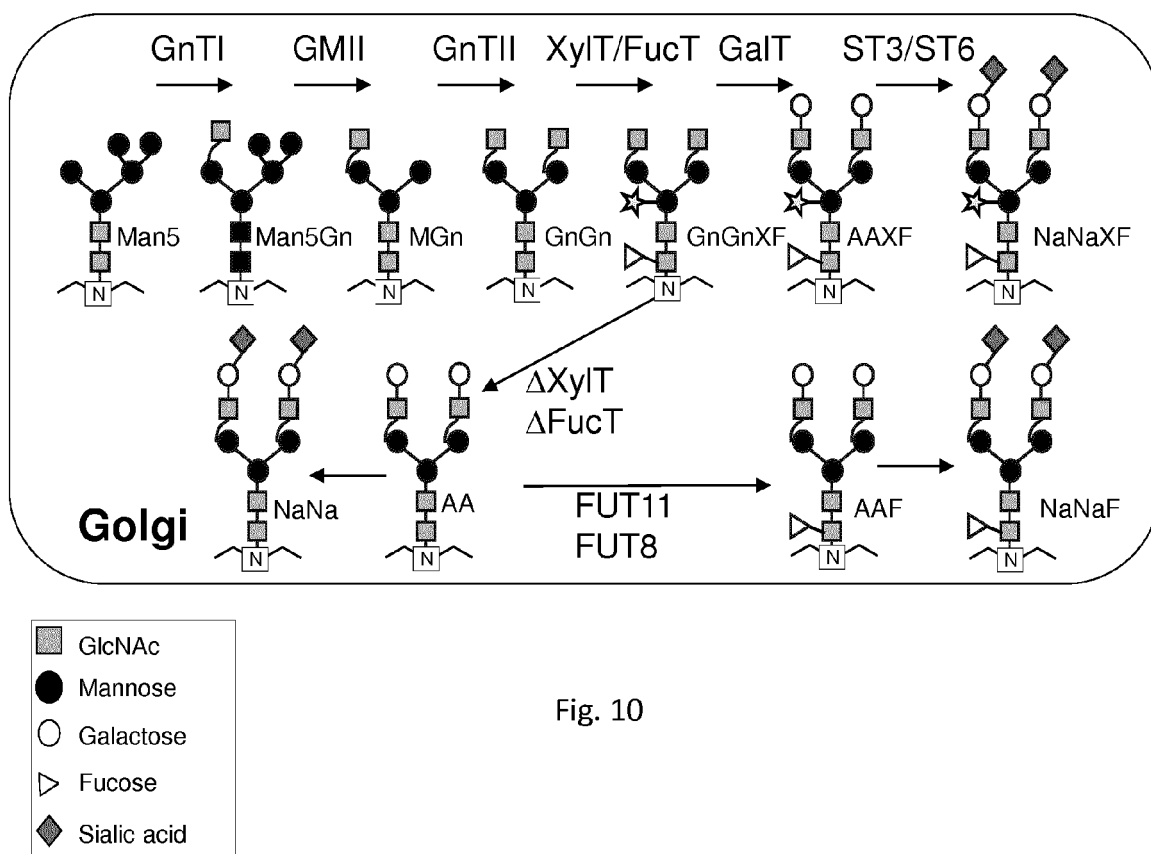 GnTI GMII GnTII XylT/FucT GalT ST3/ST6
Man5 Man5Gn MGn GnGn GnGnXF AAXF NaNaXF
N N N N N N N
ΔXylT
ΔFucT
NaNa AA FUT11 AAF NaNaF
FUT8
Golgi
N N N N
GlcNAc
Mannose
Galactose
Fucose
Sialic acid
Fig. 10